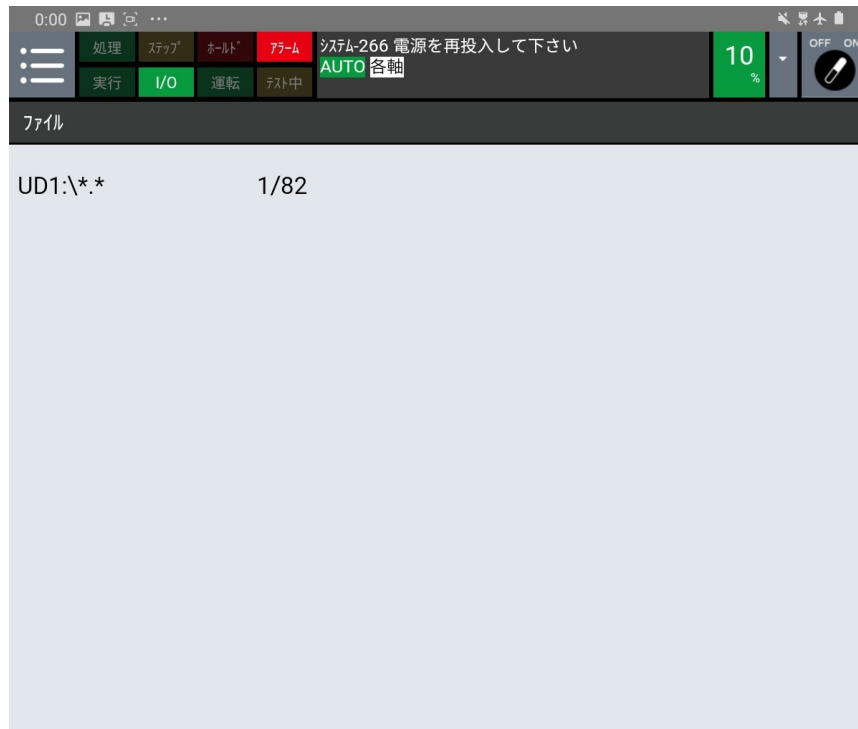 0:00 ...
処理 ｽﾃｯﾌﾟ ﾎｰﾙﾄﾞ ｱﾗｰﾑ
実行 I/O 運転 ﾃｽﾄ中
ｼｽﾃﾑ-266 電源を再投入して下さい
AUTO 各軸
10
%
OFF ON
ﾌｧｲﾙ
UD1:\*.* 1/82